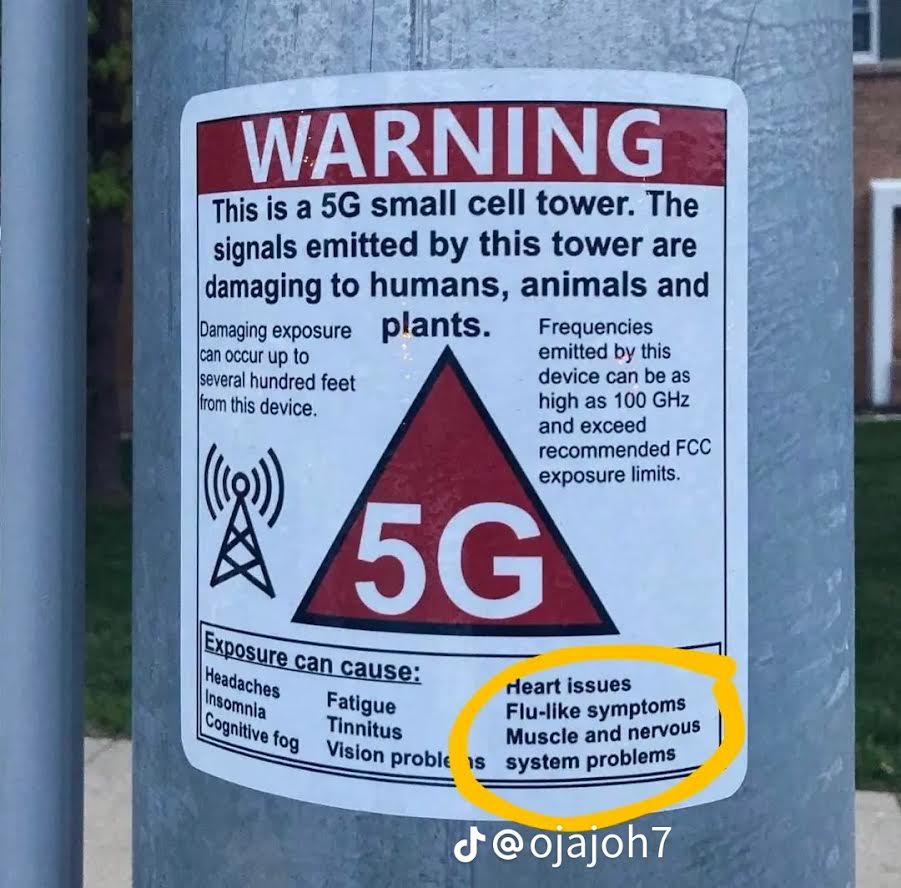 WARNING
This is a 5G small cell tower. The
signals emitted by this tower are
damaging to humans, animals and
plants.
Damaging exposure
can occur up to
several hundred feet
from this device.
Frequencies
emitted by this
device can be as
high as 100 GHz
and exceed
recommended FCC
exposure limits.
5G
Exposure can cause:
Headaches
Insomnia
Cognitive fog
Fatigue
Tinnitus
Vision problems
Heart issues
Flu-like symptoms
Muscle and nervous
system problems
@ojajoh7